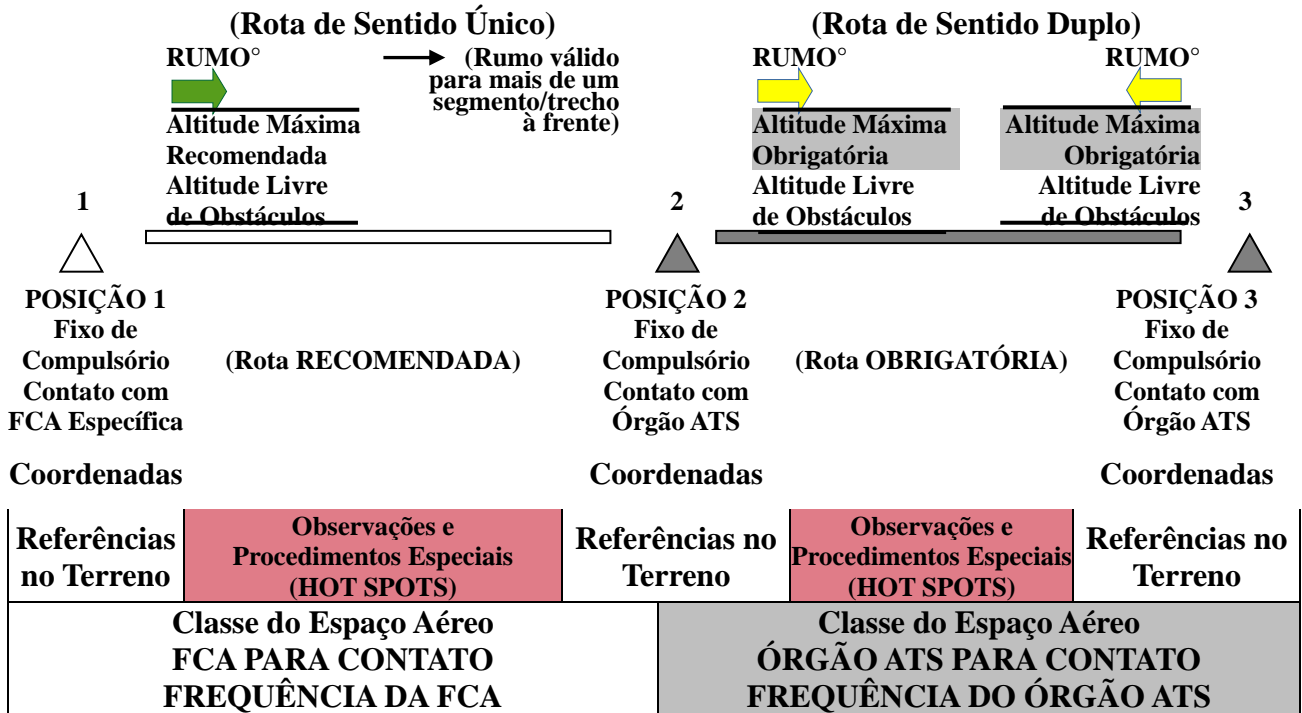 (Rota de Sentido Único)
RUMO°
(Rumo válido
para mais de um
segmento/trecho
à frente)
Altitude Máxima
Recomendada
Altitude Livre
de Obstáculos
(Rota de Sentido Duplo)
RUMO°
RUMO°
Altitude Máxima
Obrigatória
Altitude Livre
de Obstáculos
Altitude Máxima
Obrigatória
Altitude Livre
de Obstáculos
1
2
3
POSIÇÃO 1
Fixo de
Compulsório
Contato com
FCA Específica
(Rota RECOMENDADA)
POSIÇÃO 2
Fixo de
Compulsório
Contato com
Órgão ATS
(Rota OBRIGATÓRIA)
POSIÇÃO 3
Fixo de
Compulsório
Contato com
Órgão ATS
Coordenadas
Coordenadas
Coordenadas
Referências
no Terreno
Observações e
Procedimentos Especiais
(HOT SPOTS)
Referências no
Terreno
Observações e
Procedimentos Especiais
(HOT SPOTS)
Referências no
Terreno
Classe do Espaço Aéreo
FCA PARA CONTATO
FREQUÊNCIA DA FCA
Classe do Espaço Aéreo
ÓRGÃO ATS PARA CONTATO
FREQUÊNCIA DO ÓRGÃO ATS